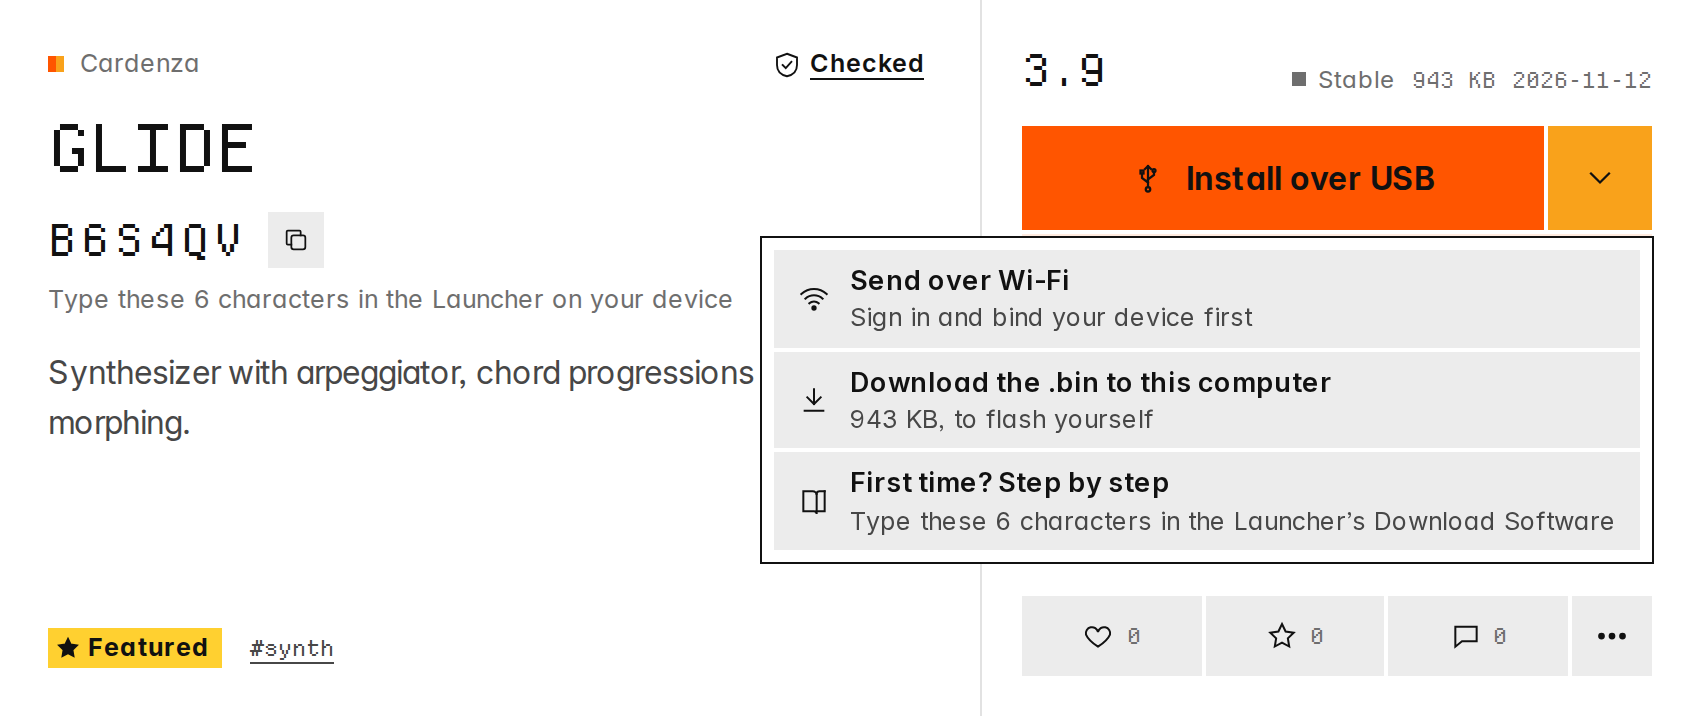 Cardenza
Checked
GLIDE
B6S4QV
Type these 6 characters in the Launcher on your device
Synthesizer with arpeggiator, chord progressions
morphing.
Featured
#synth
3.9
Stable 943 KB 2026-11-12
Install over USB
Send over Wi-Fi
Sign in and bind your device first
Download the .bin to this computer
943 KB, to flash yourself
First time? Step by step
Type these 6 characters in the Launcher’s Download Software
0
0
0